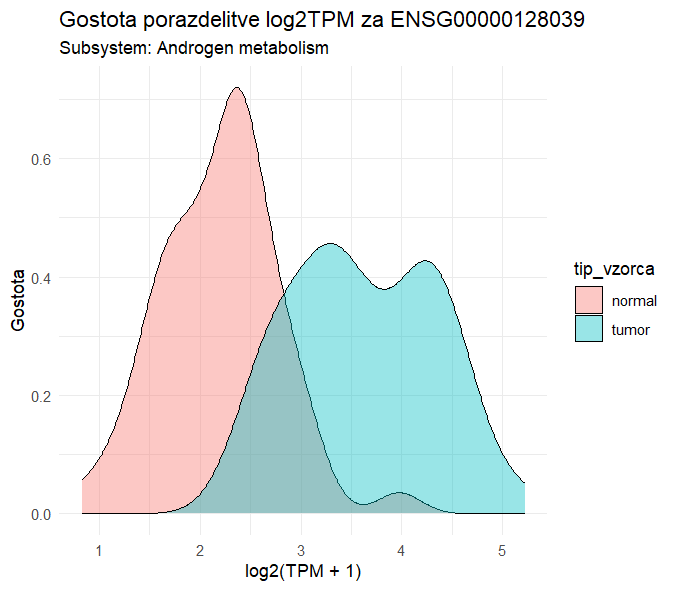 Gostota porazdelitve log2TPM za ENSG00000128039
Subsystem: Androgen metabolism
0.6
0.4
0.2
0.0
Gostota
1 2 3 4 5
log2(TPM + 1)
tip_vzorca
normal
tumor